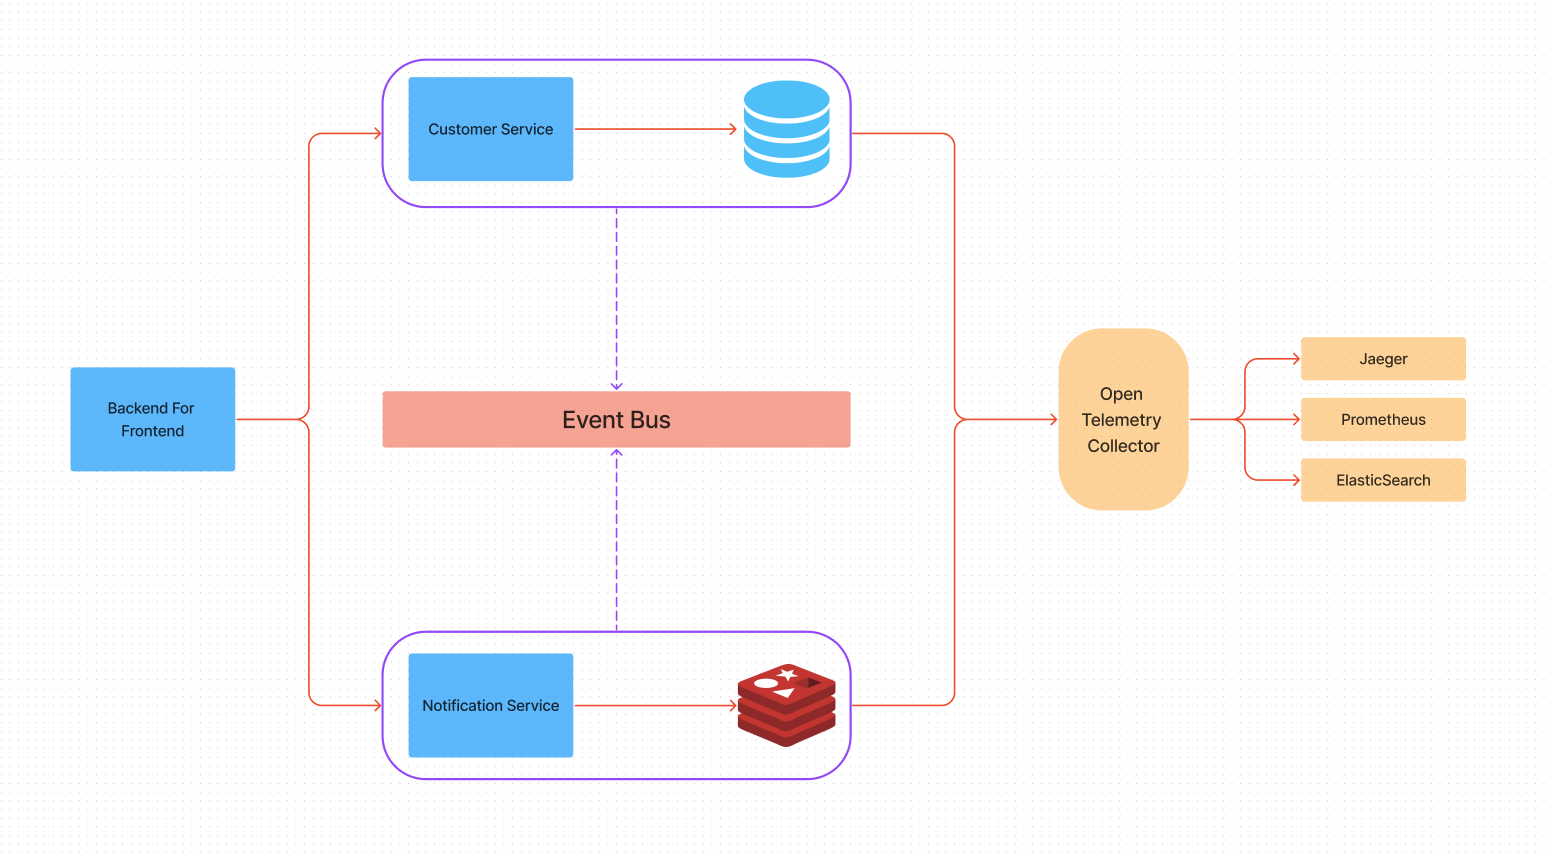 Customer Service
Backend For
Frontend
Event Bus
Notification Service
Open
Telemetry
Collector
Jaeger
Prometheus
ElasticSearch